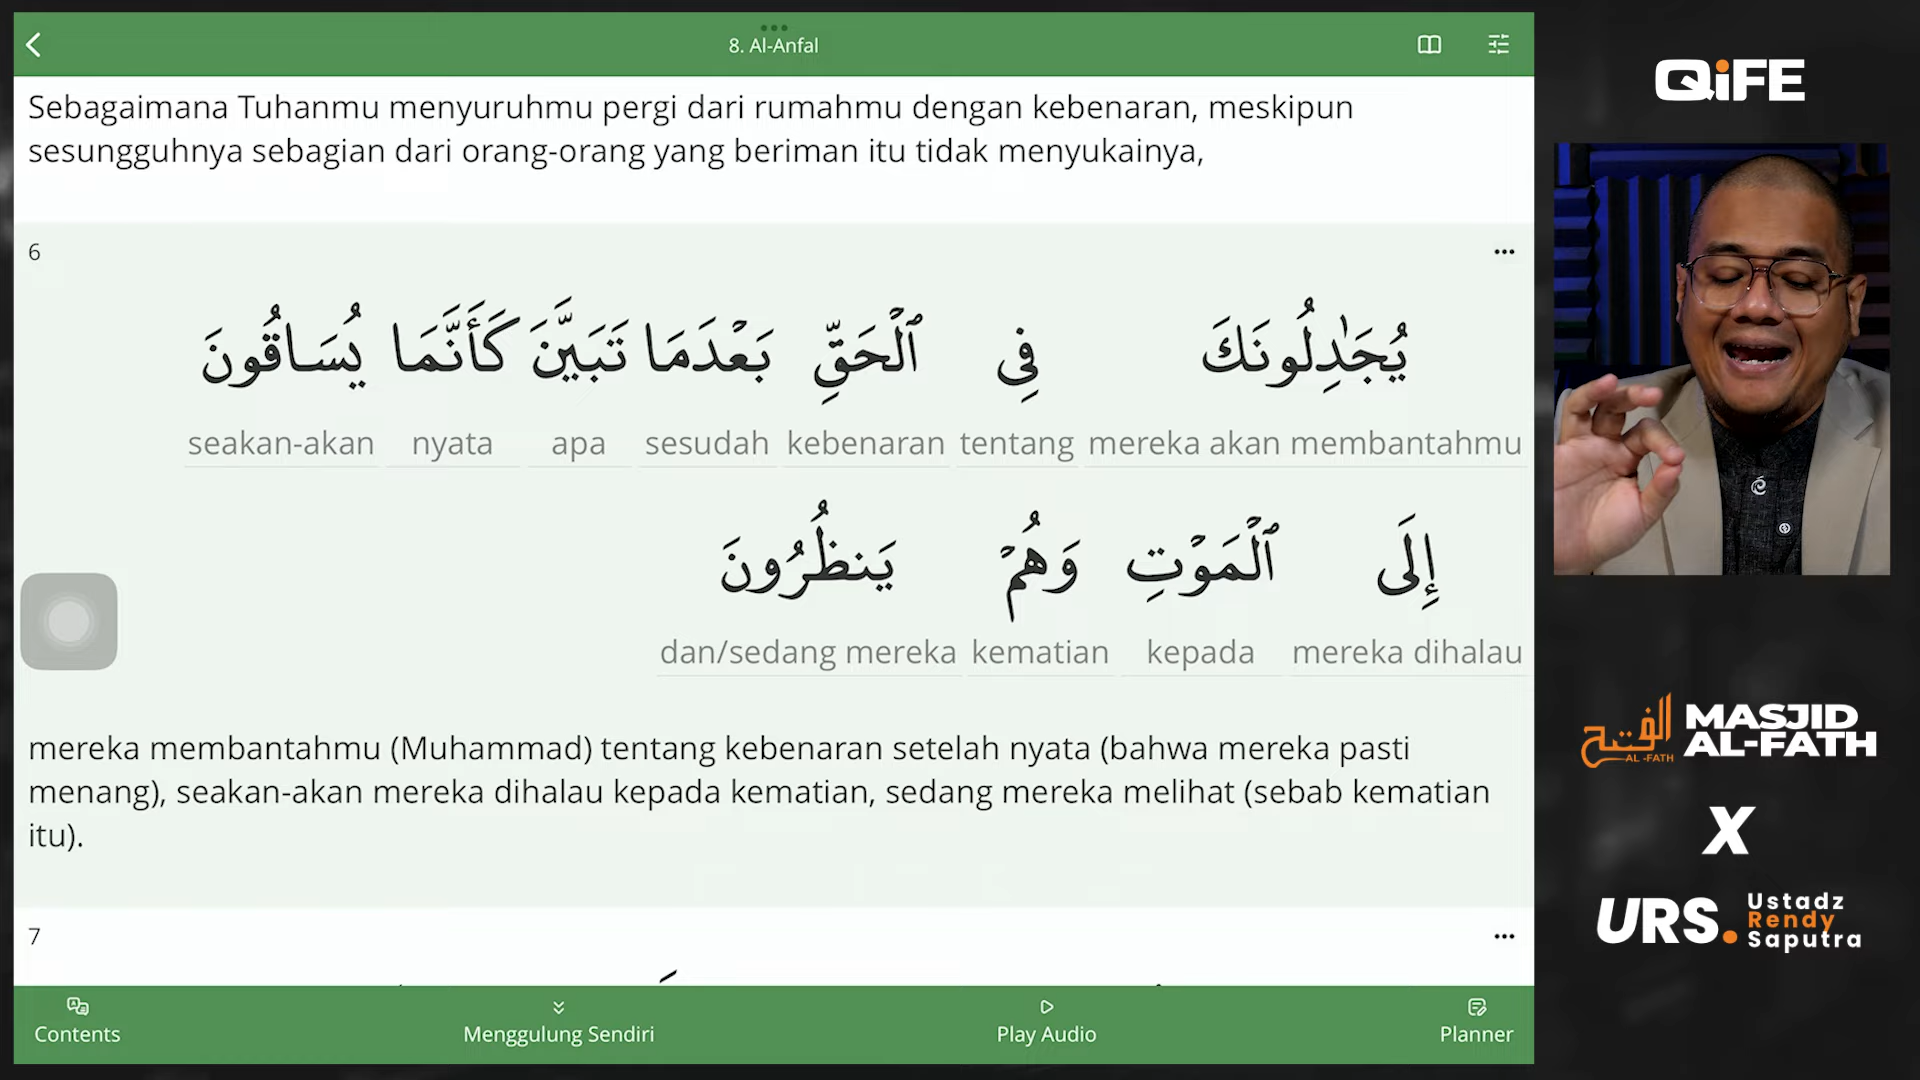 8. Al-Anfal
Sebagaimana Tuhanmu menyuruhmu pergi dari rumahmu dengan kebenaran, meskipun
sesungguhnya sebagian dari orang-orang yang beriman itu tidak menyukainya,
6
يُجَٰدِلُونَكَ فِى ٱلْحَقِّ بَعْدَمَا تَبَيَّنَ كَأَنَّمَا يُسَاقُونَ
seakan-akan nyata apa sesudah kebenaran tentang mereka akan membantahmu
إِلَى ٱلْمَوْتِ وَهُمْ يَنظُرُونَ
dan/sedang mereka kematian kepada mereka dihalau
mereka membantahmu (Muhammad) tentang kebenaran setelah nyata (bahwa mereka pasti
menang), seakan-akan mereka dihalau kepada kematian, sedang mereka melihat (sebab kematian
itu).
7
Contents
Menggulung Sendiri
Play Audio
Planner
QiFE
الفتح
AL-FATH
MASJID
AL-FATH
X
URS.
Ustadz
Rendy
Saputra